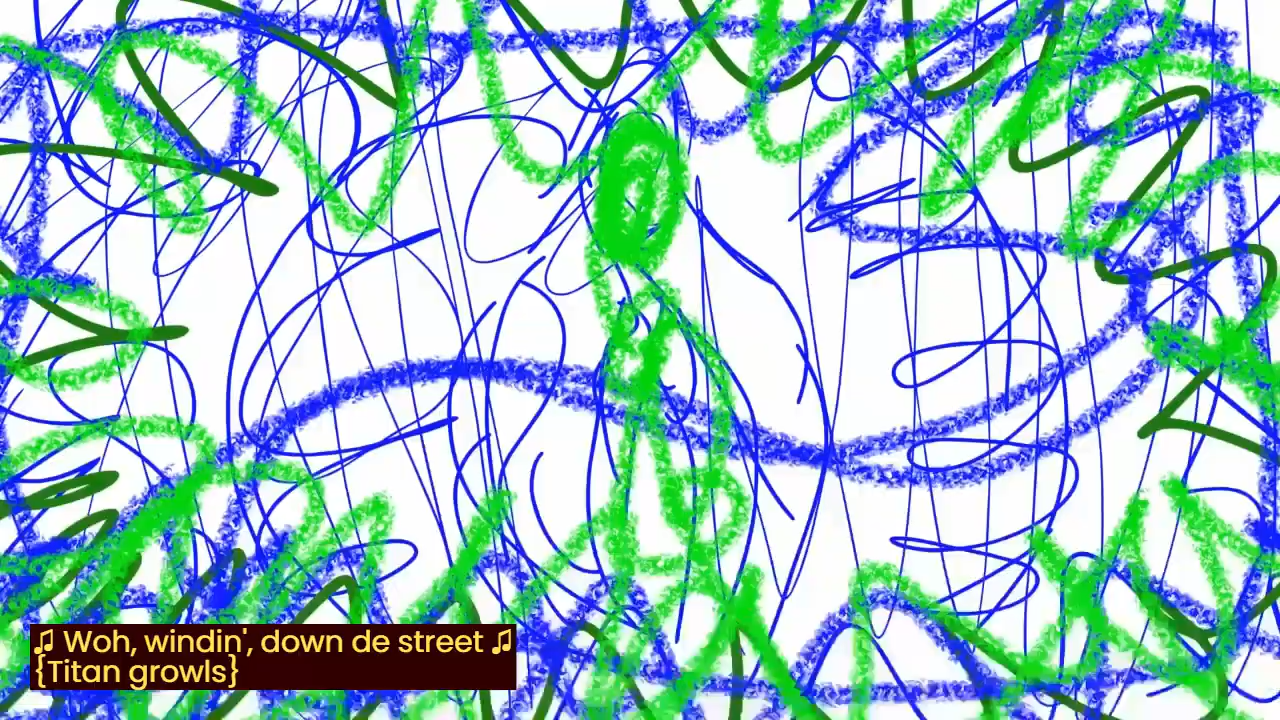 ♫ Woh, windin', down de street ♫
{Titan growls}